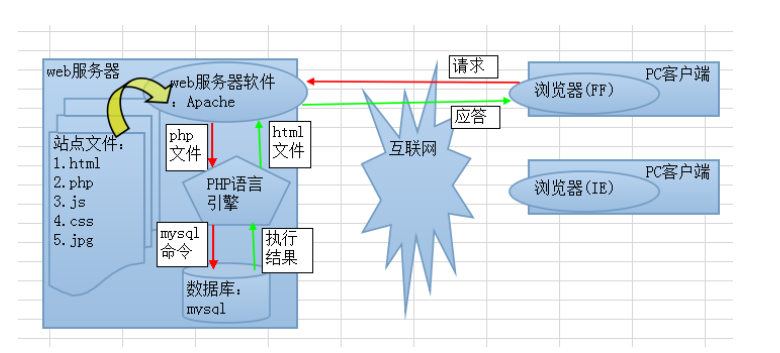 web服务器
web服务器软件
：Apache
站点文件：
1.html
2.php
3.js
4.css
5.jpg
php
文件
html
文件
PHP语言
引擎
mysql
命令
执行
结果
数据库：
mysql
请求
应答
互联网
PC客户端
浏览器(FF)
PC客户端
浏览器(IE)